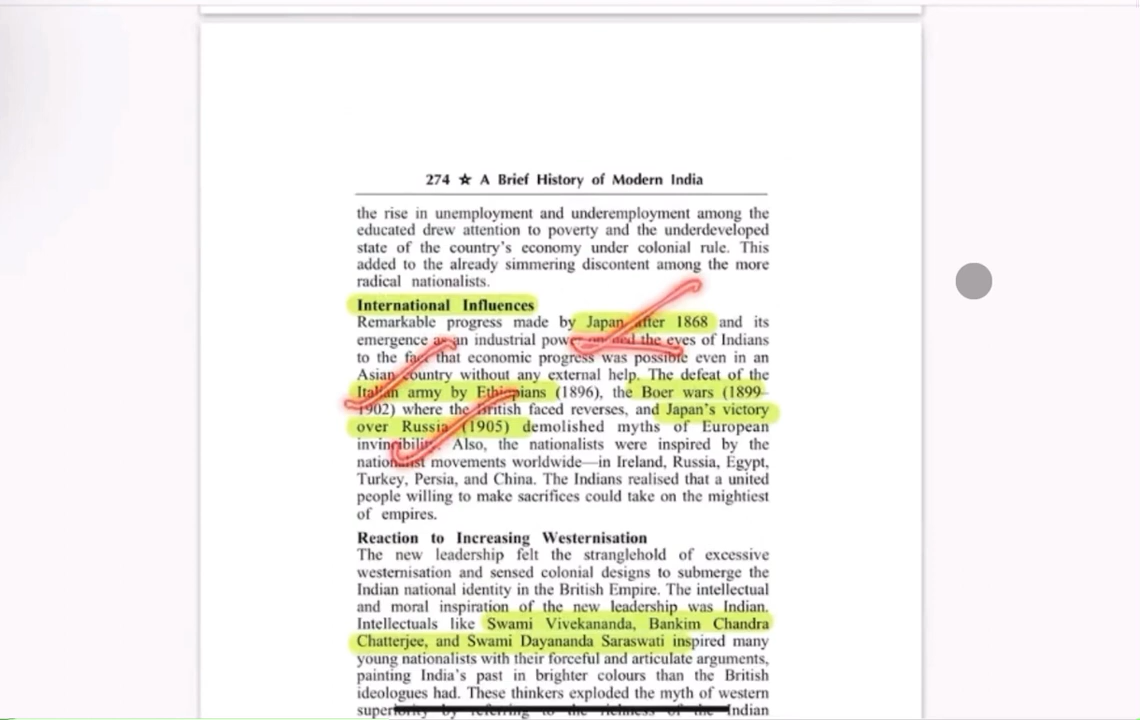 274 ★ A Brief History of Modern India
the rise in unemployment and underemployment among the
educated drew attention to poverty and the underdeveloped
state of the country's economy under colonial rule. This
added to the already simmering discontent among the more
radical nationalists.
International Influences
Remarkable progress made by Japan after 1868 and its
emergence as an industrial power opened the eyes of Indians
to the fact that economic progress was possible even in an
Asian country without any external help. The defeat of the
Italian army by Ethiopians (1896), the Boer wars (1899–
1902) where the British faced reverses, and Japan's victory
over Russia (1905) demolished myths of European
invincibility. Also, the nationalists were inspired by the
nationalist movements worldwide—in Ireland, Russia, Egypt,
Turkey, Persia, and China. The Indians realised that a united
people willing to make sacrifices could take on the mightiest
of empires.
Reaction to Increasing Westernisation
The new leadership felt the stranglehold of excessive
westernisation and sensed colonial designs to submerge the
Indian national identity in the British Empire. The intellectual
and moral inspiration of the new leadership was Indian.
Intellectuals like Swami Vivekananda, Bankim Chandra
Chatterjee, and Swami Dayananda Saraswati inspired many
young nationalists with their forceful and articulate arguments,
painting India's past in brighter colours than the British
ideologues had. These thinkers exploded the myth of western
superiority by referring to the richness of the Indian